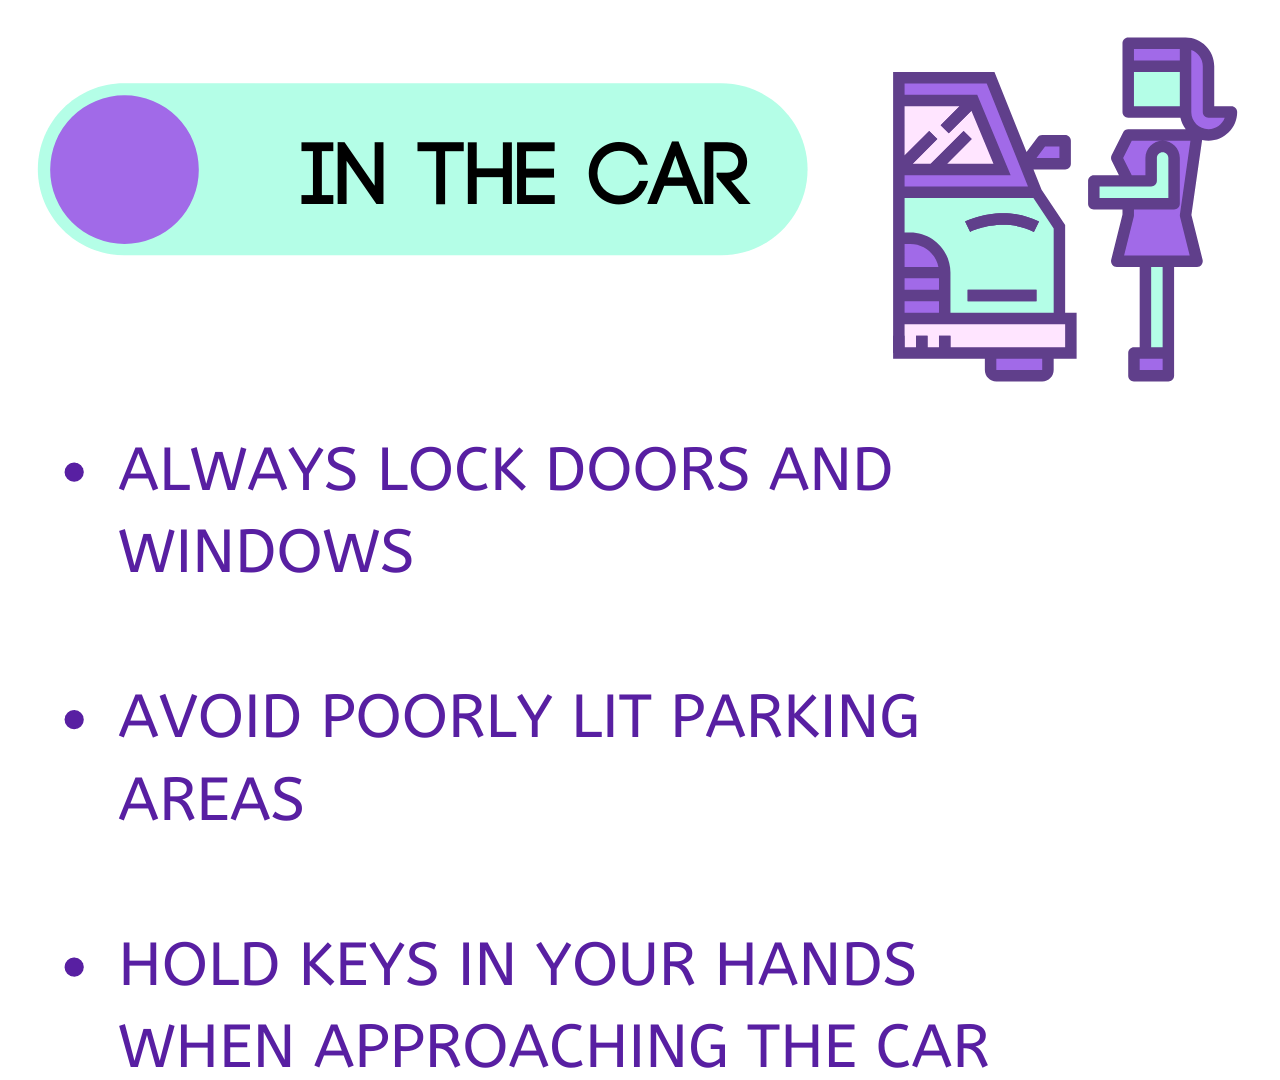 IN THE CAR
• ALWAYS LOCK DOORS AND
WINDOWS
• AVOID POORLY LIT PARKING
AREAS
• HOLD KEYS IN YOUR HANDS
WHEN APPROACHING THE CAR